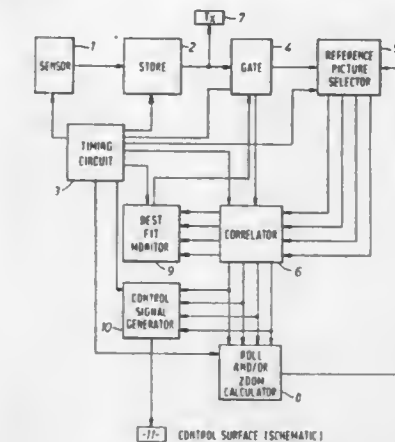 1
SENSOR
2
STORE
Tx
7
4
GATE
REFERENCE
PICTURE
SELECTOR
5
TIMING
CIRCUIT
3
BEST
FIT
MONITOR
9
CORRELATOR
6
CONTROL
SIGNAL
GENERATOR
10
ROLL
AND/OR
ZOOM
CALCULATOR
8
-11-
CONTROL SURFACE (SCHEMATIC)